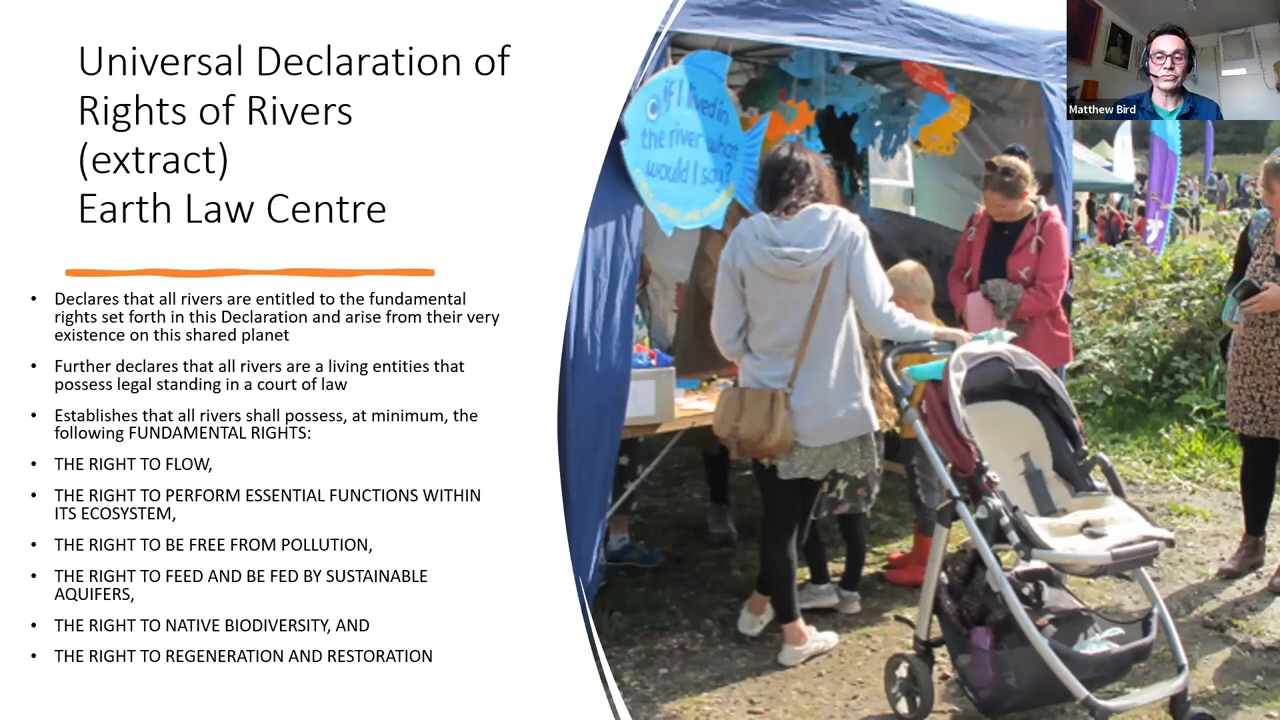 Universal Declaration of
Rights of Rivers
(extract)
Earth Law Centre
• Declares that all rivers are entitled to the fundamental
rights set forth in this Declaration and arise from their very
existence on this shared planet
• Further declares that all rivers are a living entities that
possess legal standing in a court of law
• Establishes that all rivers shall possess, at minimum, the
following FUNDAMENTAL RIGHTS:
• THE RIGHT TO FLOW,
• THE RIGHT TO PERFORM ESSENTIAL FUNCTIONS WITHIN
ITS ECOSYSTEM,
• THE RIGHT TO BE FREE FROM POLLUTION,
• THE RIGHT TO FEED AND BE FED BY SUSTAINABLE
AQUIFERS,
• THE RIGHT TO NATIVE BIODIVERSITY, AND
• THE RIGHT TO REGENERATION AND RESTORATION
If I lived in
the river what
would I say?
Matthew Bird